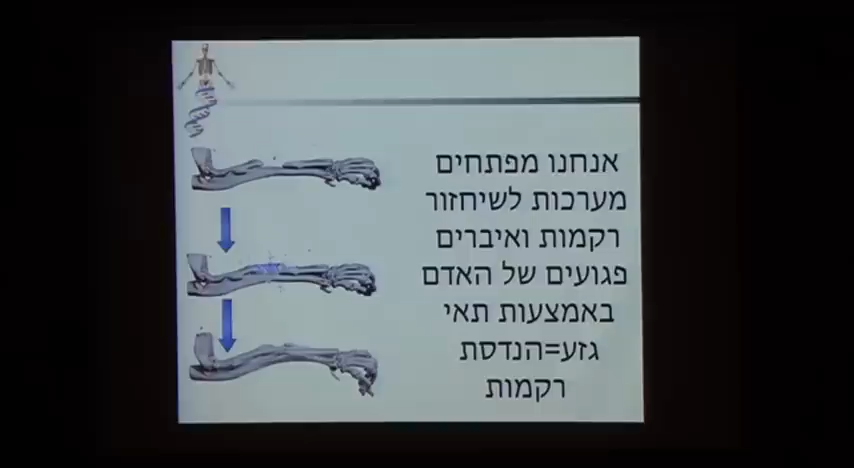 אנחנו מפתחים
מערכות לשיחזור
רקמות ואיברים
פגועים של האדם
באמצעות תאי
גזע=הנדסת
רקמות